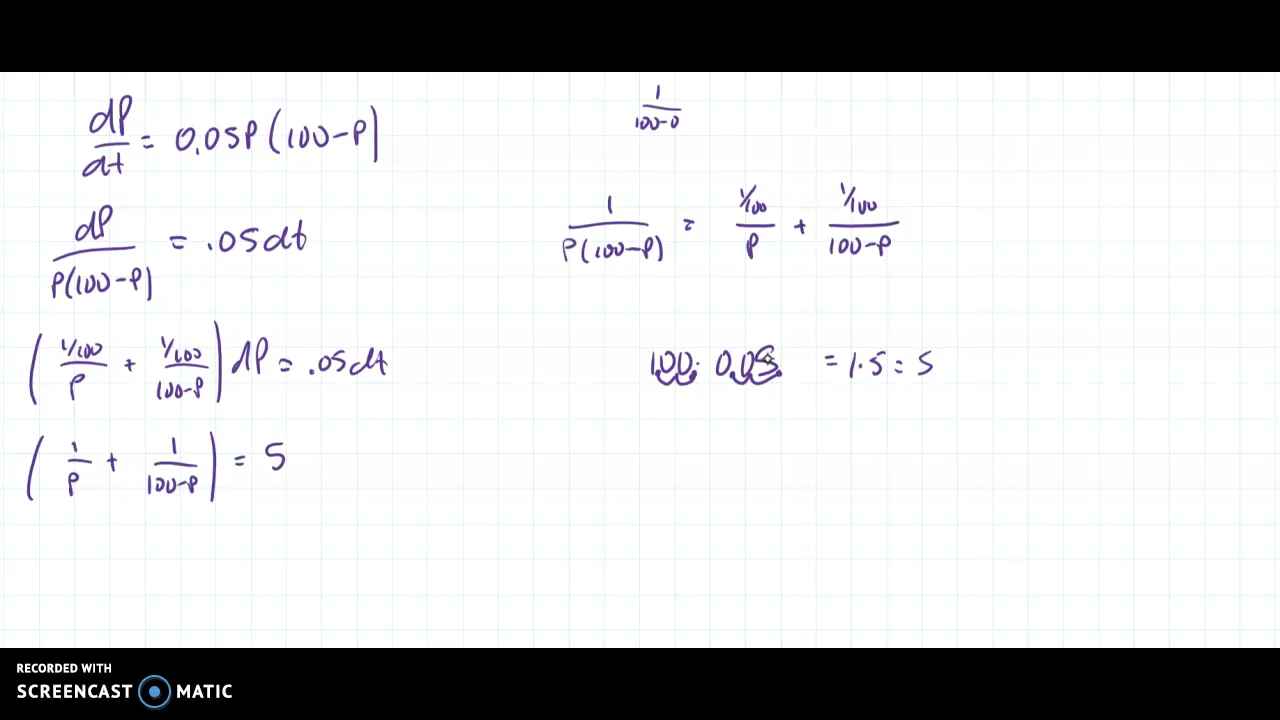 dP/dt = 0.05P(100-P)
dP/P(100-P) = .05dt
(1/100/P + 1/100/100-P) dP = .05dt
(1/P + 1/100-P) = 5
1/100-0
1/P(100-P) = 1/100/P + 1/100/100-P
100. 0.05 = 1·5 = 5
RECORDED WITH
SCREENCAST MATIC